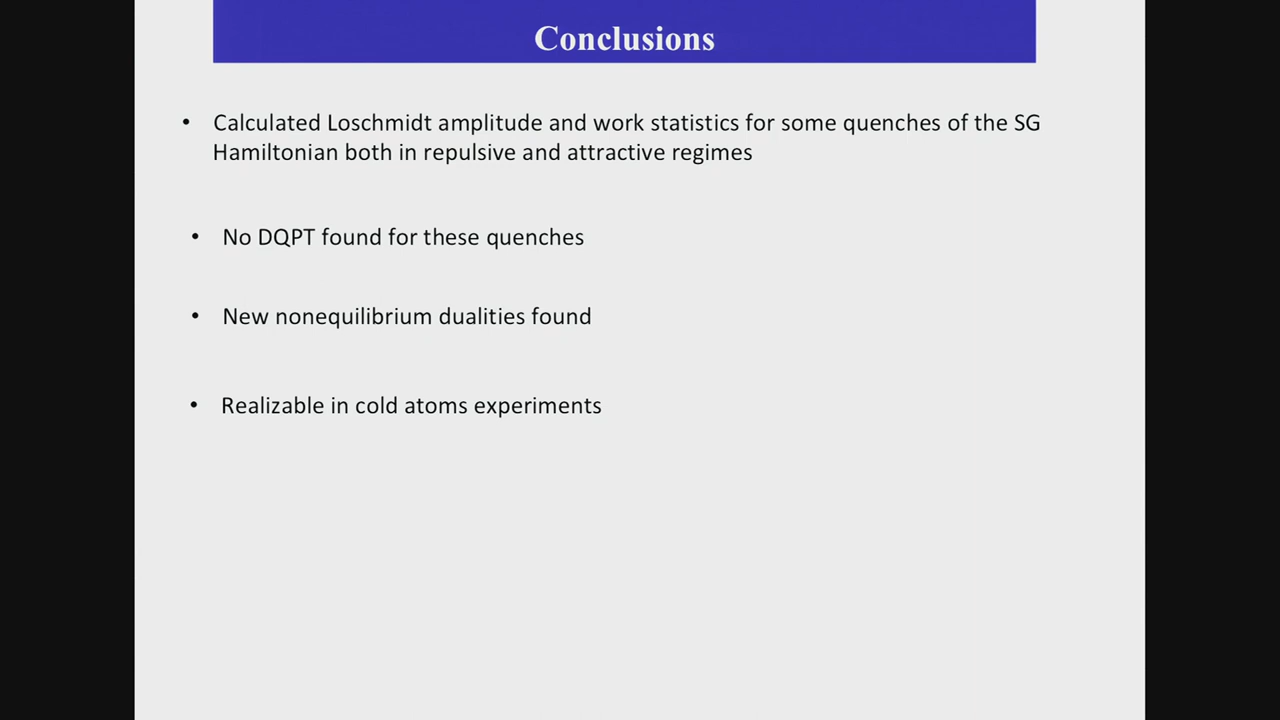 Conclusions
• Calculated Loschmidt amplitude and work statistics for some quenches of the SG
Hamiltonian both in repulsive and attractive regimes
• No DQPT found for these quenches
• New nonequilibrium dualities found
• Realizable in cold atoms experiments